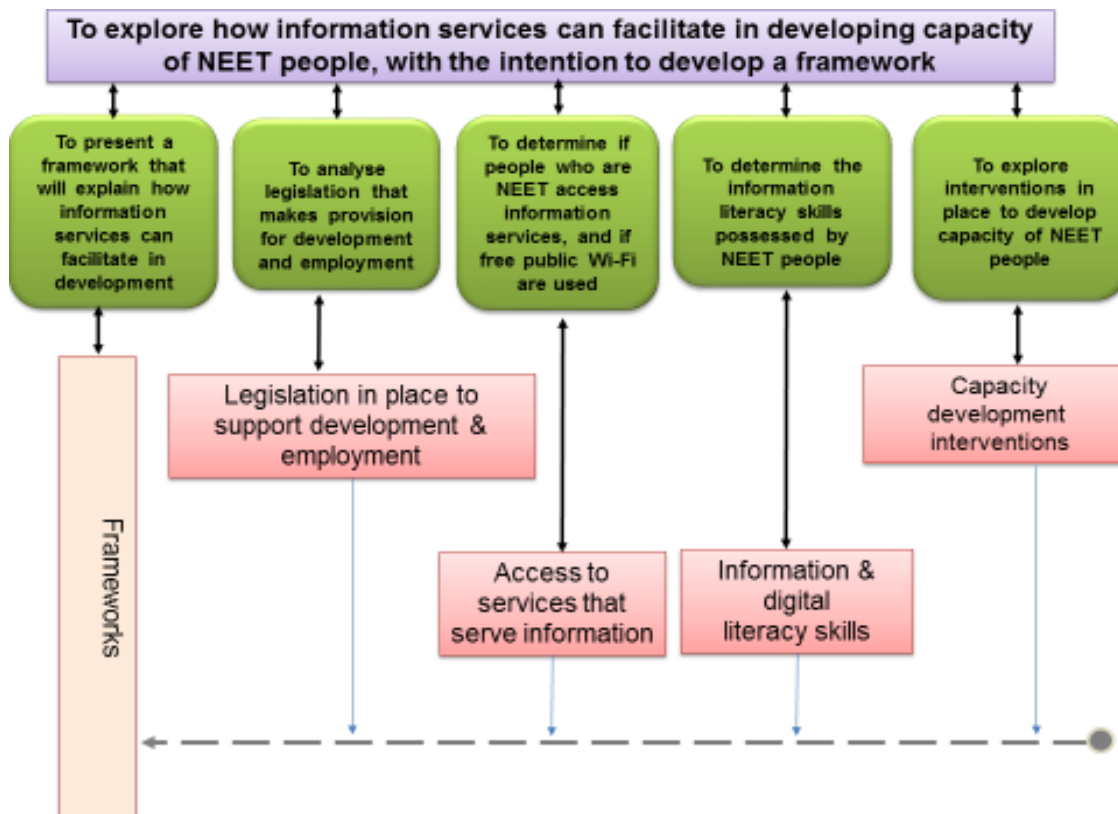 To explore how information services can facilitate in developing capacity
of NEET people, with the intention to develop a framework
To present a
framework that
will explain how
information
services can
facilitate in
development
To analyse
legislation that
makes provision
for development
and employment
To determine if
people who are
NEET access
information
services, and if
free public Wi-Fi
are used
To determine the
information
literacy skills
possessed by
NEET people
To explore
interventions in
place to develop
capacity of NEET
people
Frameworks
Legislation in place to
support development &
employment
Access to
services that
serve information
Information &
digital
literacy skills
Capacity
development
interventions